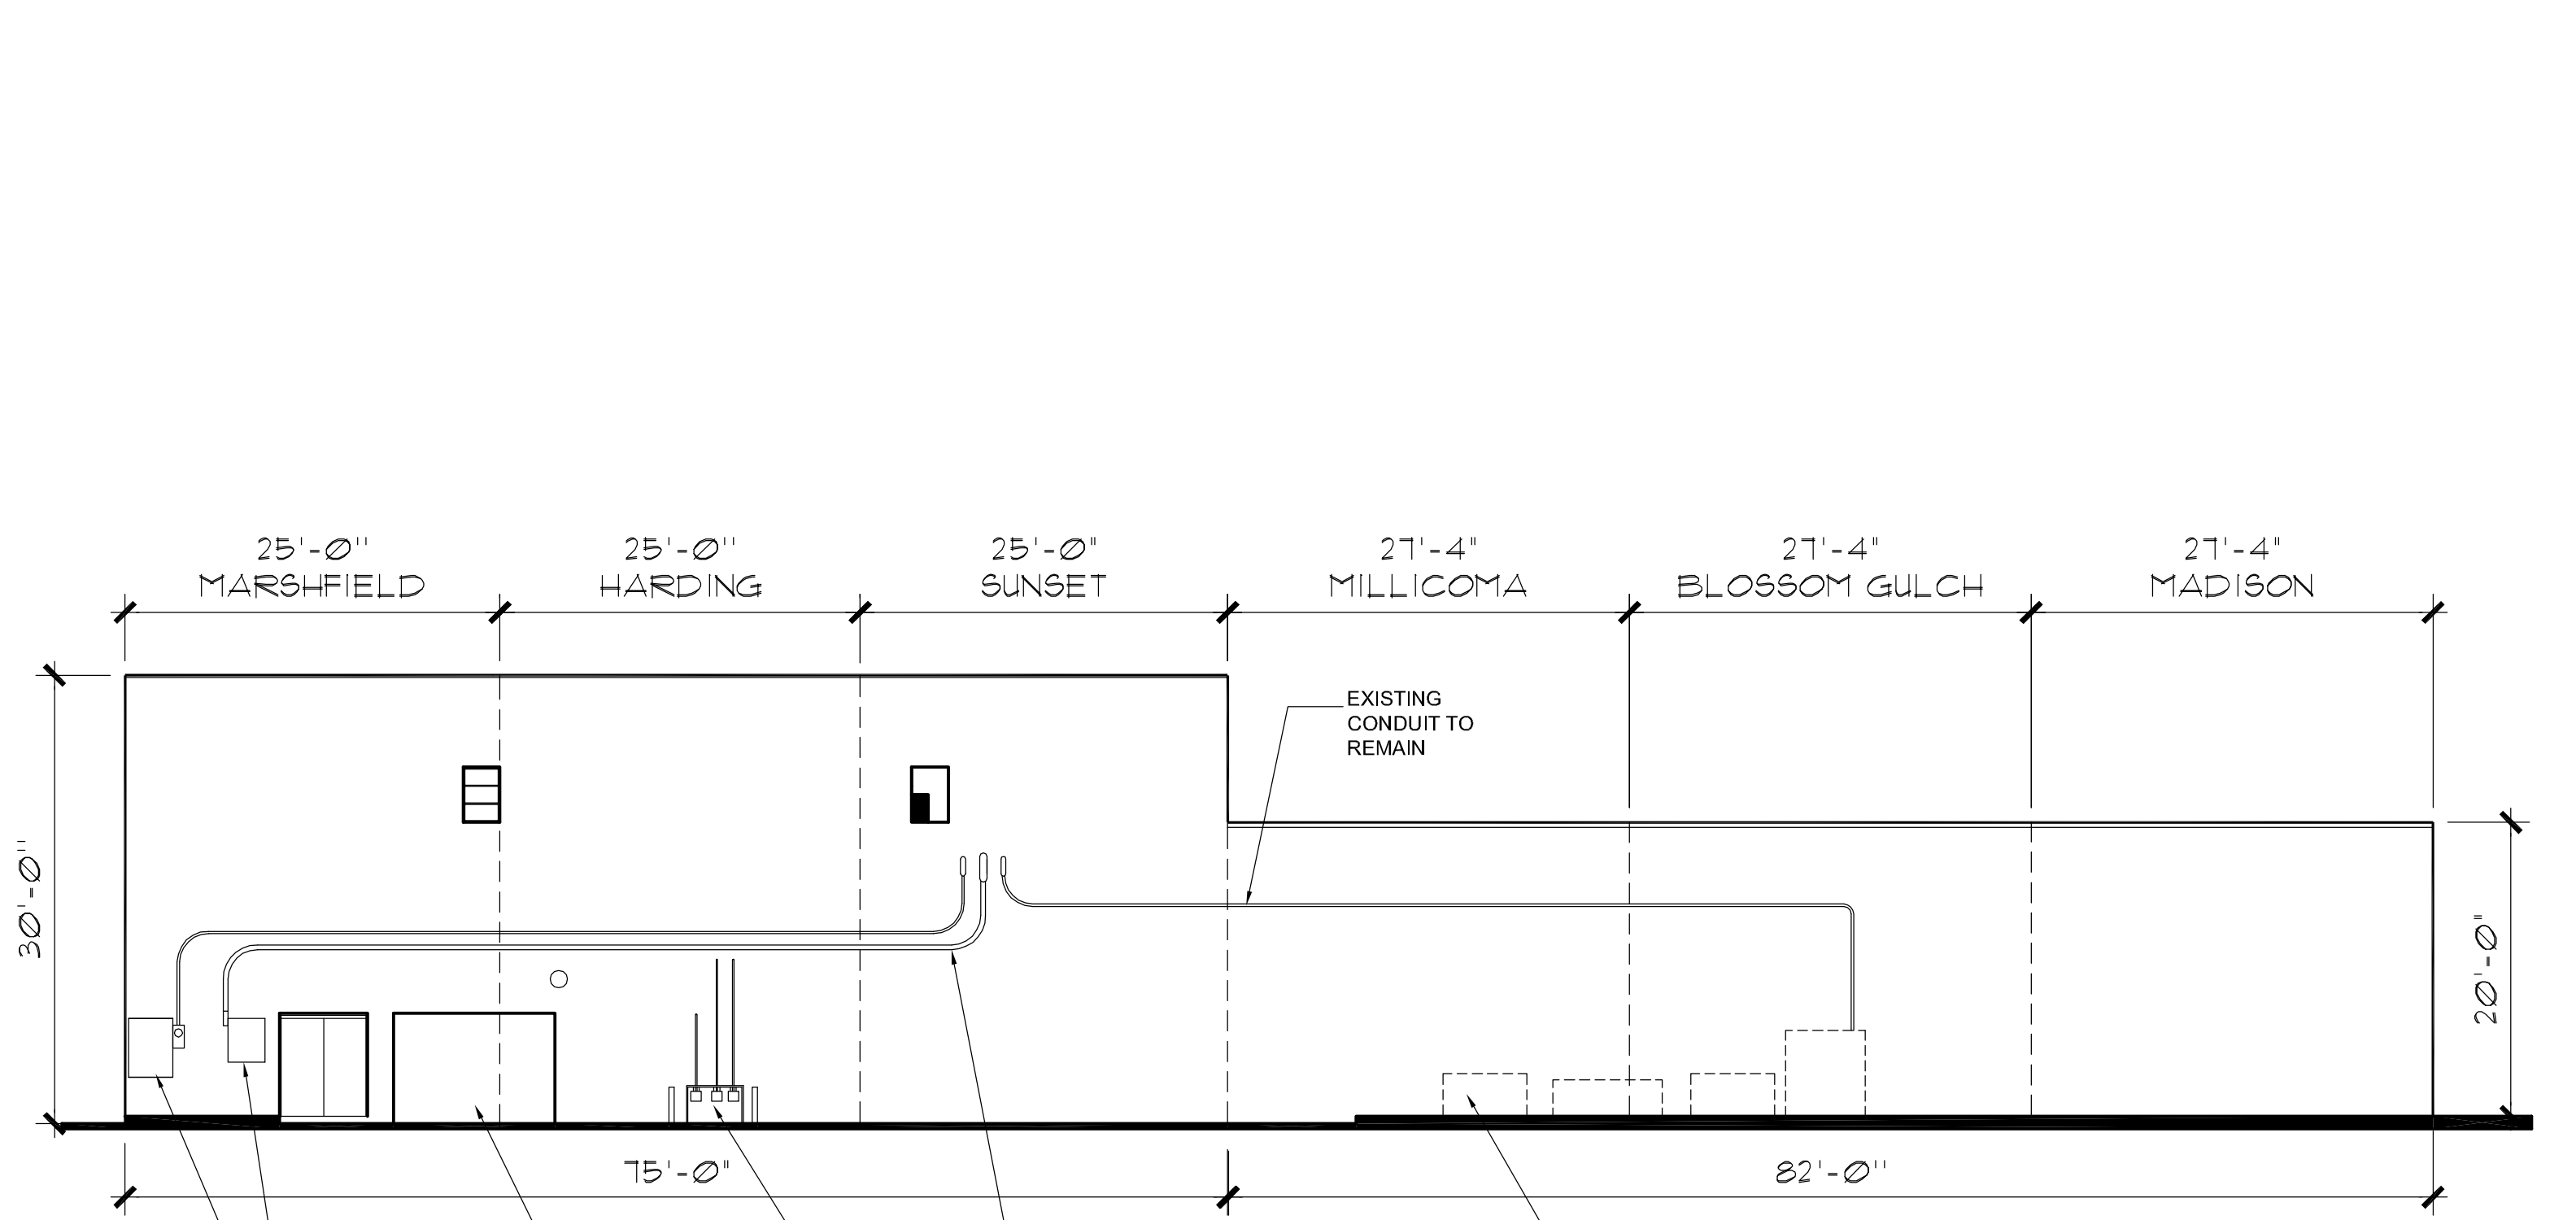 25'-0" 25'-0" 25'-0" 27'-4" 27'-4" 27'-4"
MARSHFIELD HARDING SUNSET MILLICOMA BLOSSOM GULCH MADISON
EXISTING
CONDUIT TO
REMAIN
30'-0"
20'-0"
75'-0" 82'-0"